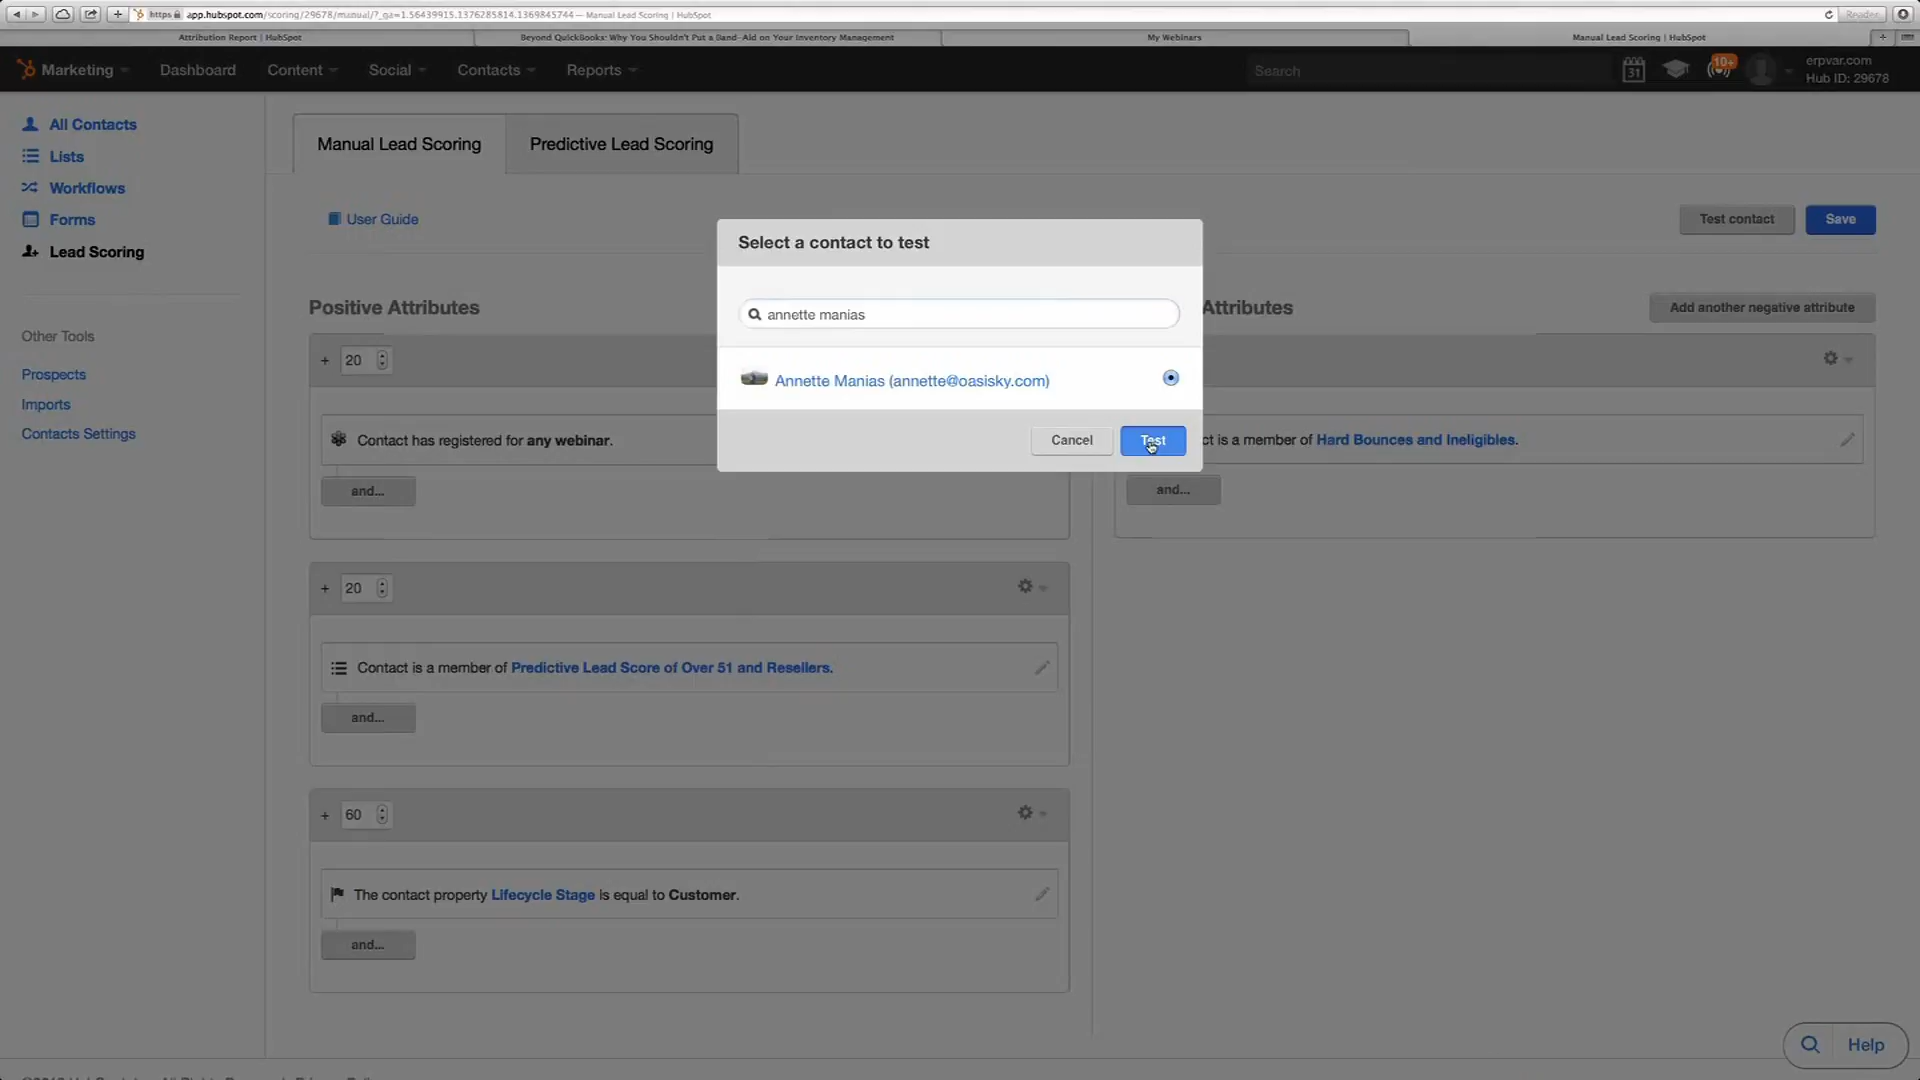 https app.hubspot.com/scoring/29678/manual/?_ga=1.56439915.1376285814.1369845744 — Manual Lead Scoring | HubSpot
Reader
Attribution Report | HubSpot
Beyond QuickBooks: Why You Shouldn't Put a Band-Aid on Your Inventory Management
My Webinars
Manual Lead Scoring | HubSpot
Marketing
Dashboard
Content
Social
Contacts
Reports
Search
31
10+
erpvar.com
Hub ID: 29678
All Contacts
Lists
Workflows
Forms
Lead Scoring
Other Tools
Prospects
Imports
Contacts Settings
Manual Lead Scoring
Predictive Lead Scoring
User Guide
Test contact
Save
Select a contact to test
annette manias
Annette Manias (annette@oasisky.com)
Cancel
Test
Positive Attributes
+ 20
Contact has registered for any webinar.
and...
+ 20
Contact is a member of Predictive Lead Score of Over 51 and Resellers.
and...
+ 60
The contact property Lifecycle Stage is equal to Customer.
and...
Attributes
Add another negative attribute
ct is a member of Hard Bounces and Ineligibles.
and...
Help